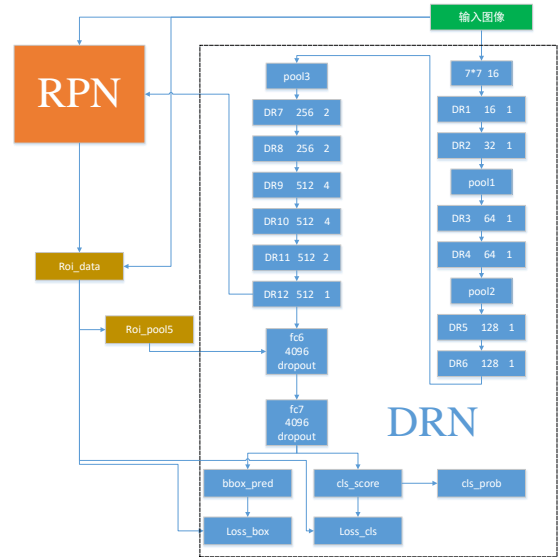 输入图像
RPN
pool3
DR7 256 2
DR8 256 2
DR9 512 4
DR10 512 4
DR11 512 2
DR12 512 1
7*7 16
DR1 16 1
DR2 32 1
pool1
DR3 64 1
DR4 64 1
pool2
DR5 128 1
DR6 128 1
Roi_data
Roi_pool5
fc6
4096
dropout
fc7
4096
dropout
DRN
bbox_pred
cls_score
cls_prob
Loss_box
Loss_cls